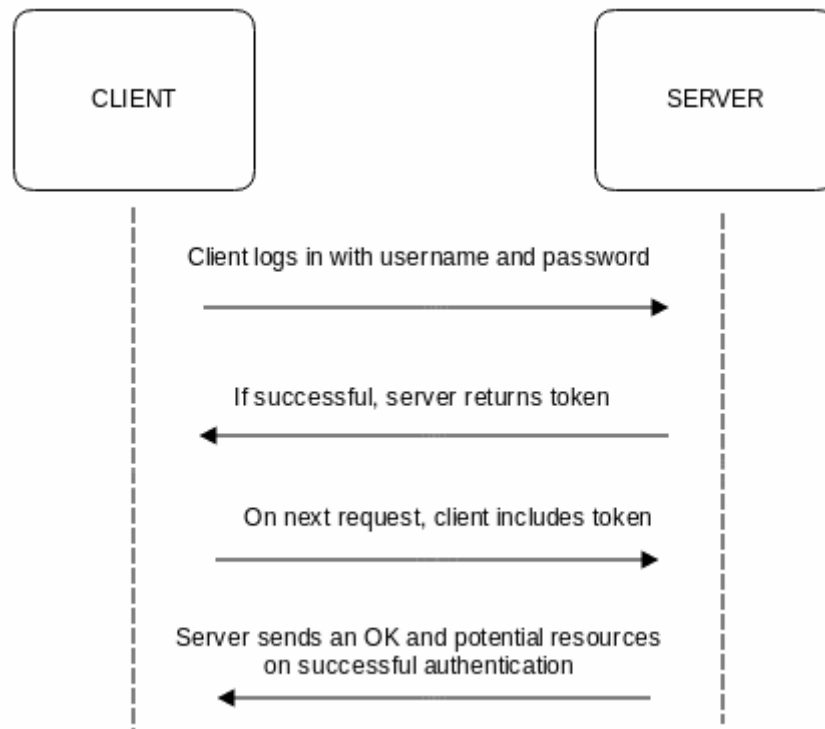 CLIENT
SERVER
Client logs in with username and password
If successful, server returns token
On next request, client includes token
Server sends an OK and potential resources
on successful authentication